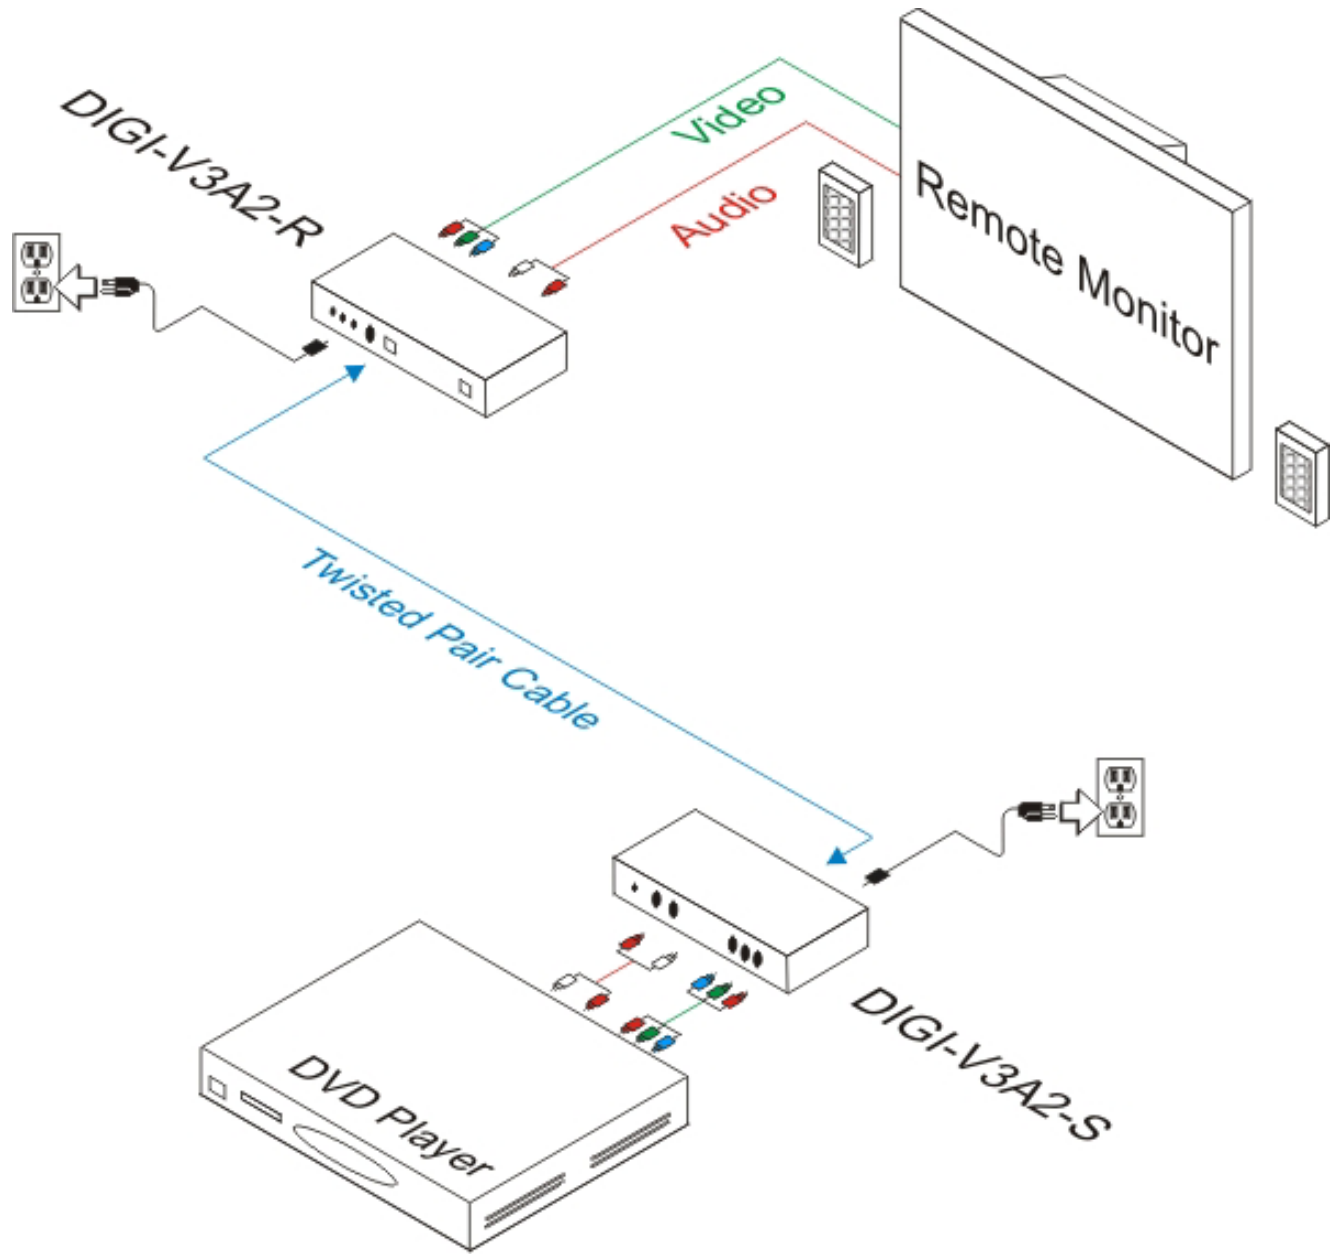 Video
DIGI-V3A2-R
Audio
Remote Monitor
Twisted Pair Cable
DIGI-V3A2-S
DVD Player